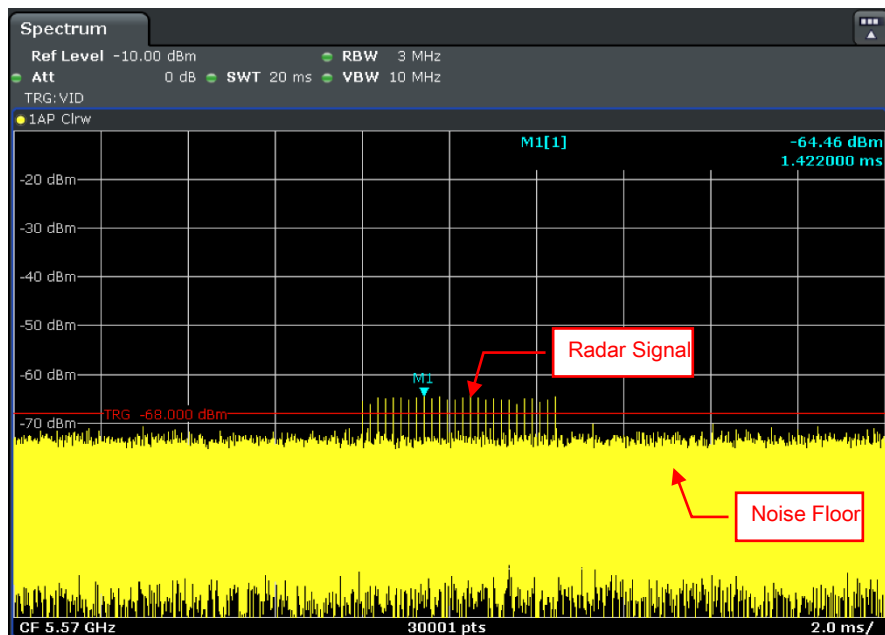 Spectrum
Ref Level -10.00 dBm RBW 3 MHz
Att 0 dB SWT 20 ms VBW 10 MHz
TRG:VID
1AP Clrw
M1[1] -64.46 dBm
1.422000 ms
-20 dBm
-30 dBm
-40 dBm
-50 dBm
Radar Signal
-60 dBm
M1
TRG -68.000 dBm
-70 dBm
Noise Floor
CF 5.57 GHz 30001 pts 2.0 ms/